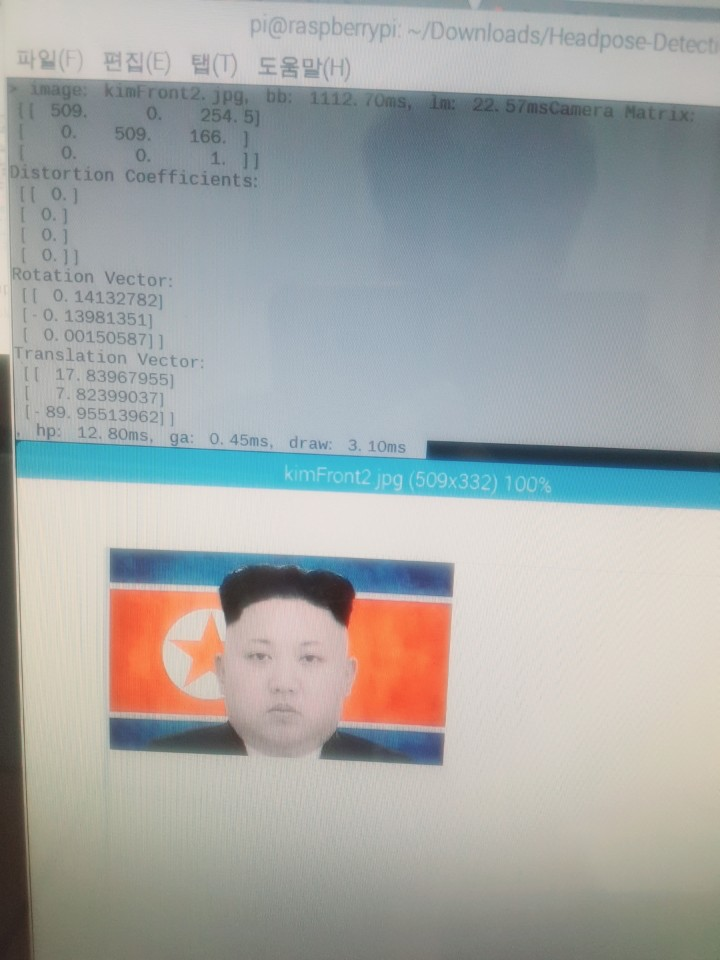 pi@raspberrypi: ~/Downloads/Headpose-Detecti
파일(F) 편집(E) 탭(T) 도움말(H)
> image: kimFront2.jpg, bb: 1112.70ms, lm: 22.57msCamera Matrix:
[[ 509. 0. 254.5]
[ 0. 509. 166. ]
[ 0. 0. 1. ]]
Distortion Coefficients:
[[ 0.]
[ 0.]
[ 0.]
[ 0.]]
Rotation Vector:
[[ 0.14132782]
[-0.13981351]
[ 0.00150587]]
Translation Vector:
[[ 17.83967955]
[ 7.82399037]
[-89.95513962]]
, hp: 12.80ms, ga: 0.45ms, draw: 3.10ms
kimFront2.jpg (509x332) 100%